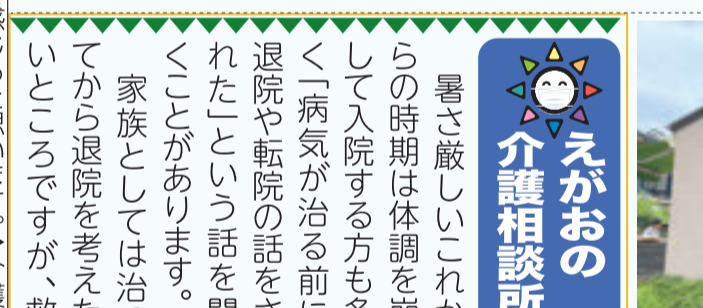 えがおの
介護相談所
暑さ厳しいこれか
らの時期は体調を崩
して入院する方も多
く「病気が治る前に
退院や転院の話をさ
れた」という話を聞
くことがあります。
家族としては治
てから退院を考えた
いところですが、